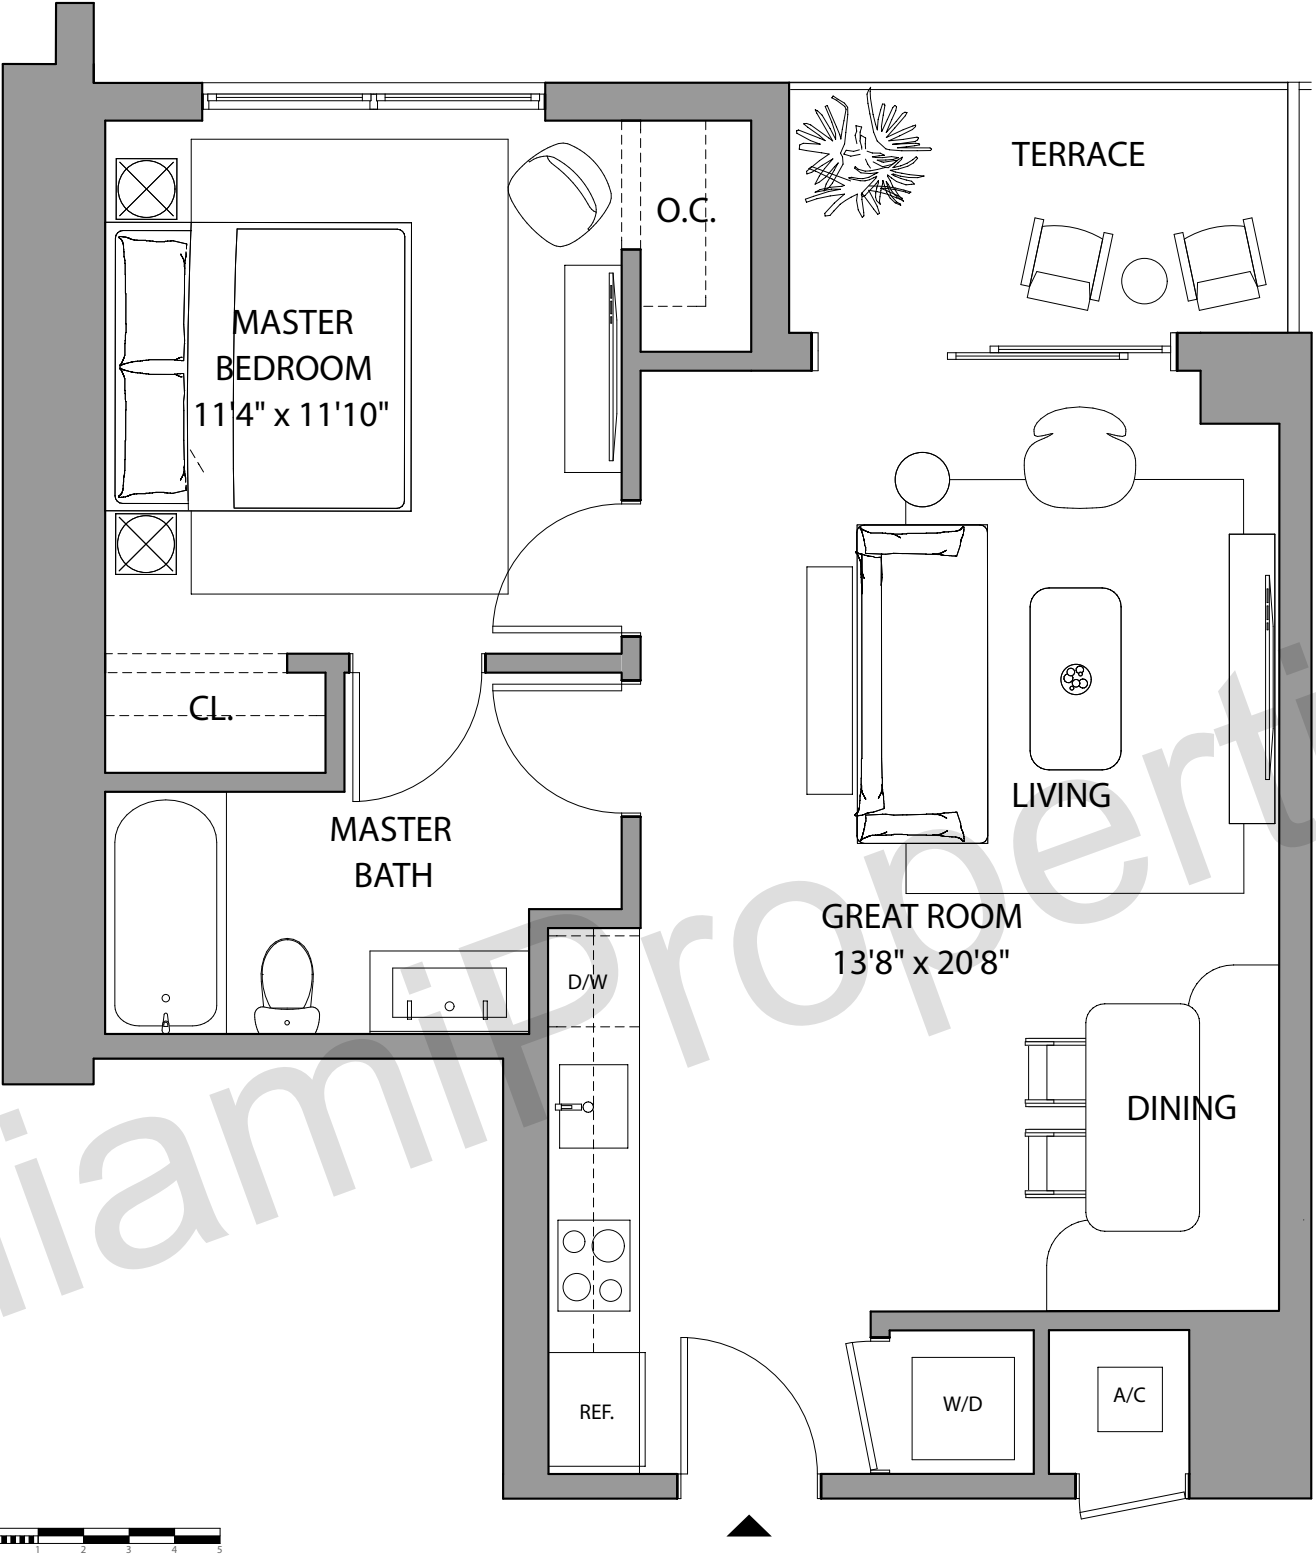 TERRACE
O.C.
MASTER
BEDROOM
11'4" x 11'10"
CL.
LIVING
MASTER
BATH
GREAT ROOM
13'8" x 20'8"
D/W
DINING
REF.
W/D
A/C
iamiPropert
1 2 3 4 5